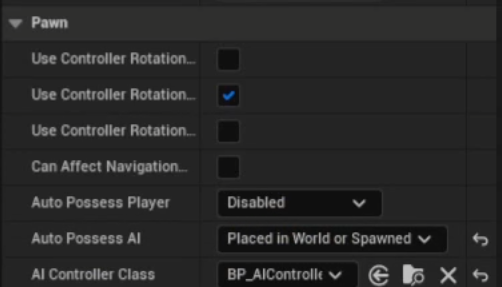 Pawn
Use Controller Rotation...
Use Controller Rotation...
Use Controller Rotation...
Can Affect Navigation...
Auto Possess Player Disabled
Auto Possess AI Placed in World or Spawned
AI Controller Class BP_AIControlle